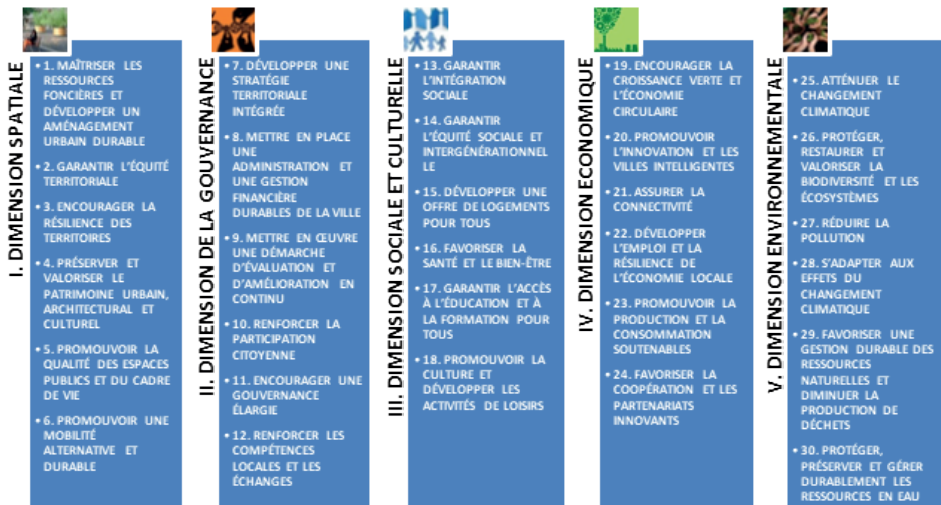 I. DIMENSION SPATIALE
• 1. MAÎTRISER LES
RESSOURCES
FONCIÈRES ET
DÉVELOPPER UN
AMÉNAGEMENT
URBAIN DURABLE
• 2. GARANTIR L'ÉQUITÉ
TERRITORIALE
• 3. ENCOURAGER LA
RÉSILIENCE DES
TERRITOIRES
• 4. PRÉSERVER ET
VALORISER LE
PATRIMOINE URBAIN,
ARCHITECTURAL ET
CULTUREL
• 5. PROMOUVOIR LA
QUALITÉ DES ESPACES
PUBLICS ET DU CADRE
DE VIE
• 6. PROMOUVOIR UNE
MOBILITÉ
ALTERNATIVE ET
DURABLE
II. DIMENSION DE LA GOUVERNANCE
• 7. DÉVELOPPER UNE
STRATÉGIE
TERRITORIALE
INTÉGRÉE
• 8. METTRE EN PLACE
UNE
ADMINISTRATION ET
UNE GESTION
FINANCIÈRE
DURABLES DE LA VILLE
• 9. METTRE EN ŒUVRE
UNE DÉMARCHE
D'ÉVALUATION ET
D'AMÉLIORATION EN
CONTINU
• 10. RENFORCER LA
PARTICIPATION
CITOYENNE
• 11. ENCOURAGER UNE
GOUVERNANCE
ÉLARGIE
• 12. RENFORCER LES
COMPÉTENCES
LOCALES ET LES
ÉCHANGES
III. DIMENSION SOCIALE ET CULTURELLE
• 13. GARANTIR
L'INTÉGRATION
SOCIALE
• 14. GARANTIR
L'ÉQUITÉ SOCIALE ET
INTERGÉNÉRATIONNEL
LE
• 15. DÉVELOPPER UNE
OFFRE DE LOGEMENTS
POUR TOUS
• 16. FAVORISER LA
SANTÉ ET LE BIEN-ÊTRE
• 17. GARANTIR L'ACCÈS
À L'ÉDUCATION ET À
LA FORMATION POUR
TOUS
• 18. PROMOUVOIR LA
CULTURE ET
DÉVELOPPER LES
ACTIVITÉS DE LOISIRS
IV. DIMENSION ECONOMIQUE
• 19. ENCOURAGER LA
CROISSANCE VERTE ET
L'ÉCONOMIE
CIRCULAIRE
• 20. PROMOUVOIR
L'INNOVATION ET LES
VILLES INTELLIGENTES
• 21. ASSURER LA
CONNECTIVITÉ
• 22. DÉVELOPPER
L'EMPLOI ET LA
RÉSILIENCE DE
L'ÉCONOMIE LOCALE
• 23. PROMOUVOIR LA
PRODUCTION ET LA
CONSOMMATION
SOUTENABLES
• 24. FAVORISER LA
COOPÉRATION ET LES
PARTENARIATS
INNOVANTS
V. DIMENSION ENVIRONNEMENTALE
• 25. ATTÉNUER LE
CHANGEMENT
CLIMATIQUE
• 26. PROTÉGER,
RESTAURER ET
VALORISER LA
BIODIVERSITÉ ET LES
ÉCOSYSTÈMES
• 27. RÉDUIRE LA
POLLUTION
• 28. S'ADAPTER AUX
EFFETS DU
CHANGEMENT
CLIMATIQUE
• 29. FAVORISER UNE
GESTION DURABLE DES
RESSOURCES
NATURELLES ET
DIMINUER LA
PRODUCTION DE
DÉCHETS
• 30. PROTÉGER,
PRÉSERVER ET GÉRER
DURABLEMENT LES
RESSOURCES EN EAU